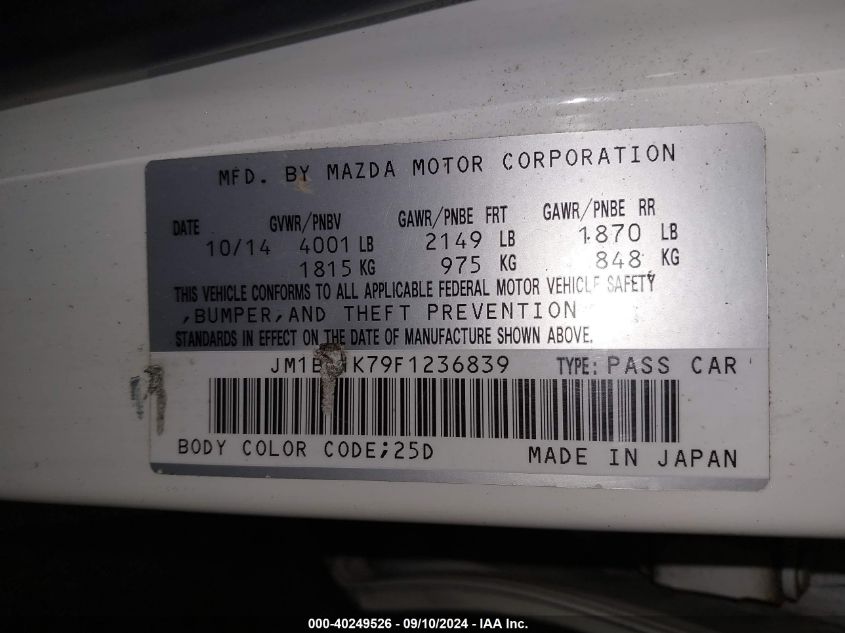 MFD. BY MAZDA MOTOR CORPORATION
DATE GVWR/PNBV GAWR/PNBE FRT GAWR/PNBE RR
10/14 4001 LB 2149 LB 1870 LB
1815 KG 975 KG 848 KG
THIS VEHICLE CONFORMS TO ALL APPLICABLE FEDERAL MOTOR VEHICLE SAFETY
,BUMPER,AND THEFT PREVENTION
STANDARDS IN EFFECT ON THE DATE OF MANUFACTURE SHOWN ABOVE.
TYPE: PASS CAR
BODY COLOR CODE;25D MADE IN JAPAN
000-40249526 - 09/10/2024 - IAA Inc.